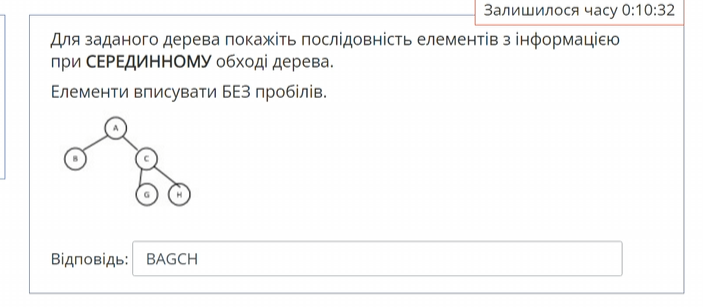 Залишилося часу 0:10:32
Для заданого дерева покажіть послідовність елементів з інформацією
при СЕРЕДИННОМУ обході дерева.
Елементи вписувати БЕЗ пробілів.
A
B
C
G
H
Відповідь: BAGCH